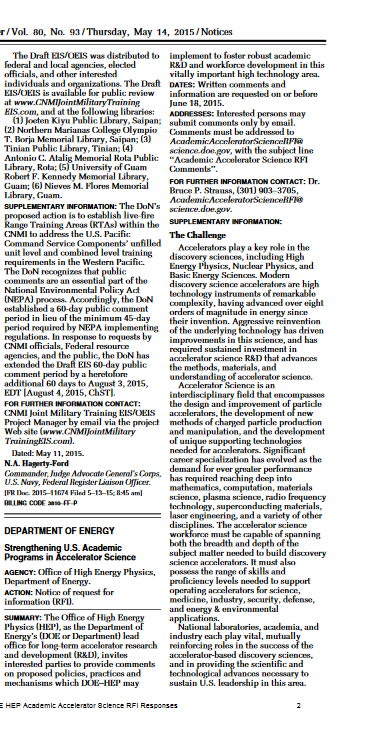 r / Vol. 80, No. 93 / Thursday, May 14, 2015 / Notices
The Draft EIS/OEIS was distributed to
federal and local agencies, elected
officials, and other interested
individuals and organizations. The Draft
EIS/OEIS is available for public review
at www.CNMIJointMilitaryTraining
EIS.com, and at the following libraries:
(1) Joeten Kiyu Public Library, Saipan;
(2) Northern Marianas College Olympio
T. Borja Memorial Library, Saipan; (3)
Tinian Public Library, Tinian; (4)
Antonio C. Atalig Memorial Rota Public
Library, Rota; (5) University of Guam
Robert F. Kennedy Memorial Library,
Guam; (6) Nieves M. Flores Memorial
Library, Guam.
SUPPLEMENTARY INFORMATION: The DoN's
proposed action is to establish live-fire
Range Training Areas (RTAs) within the
CNMI to address the U.S. Pacific
Command Service Components' unfilled
unit level and combined level training
requirements in the Western Pacific.
The DoN recognizes that public
comments are an essential part of the
National Environmental Policy Act
(NEPA) process. Accordingly, the DoN
established a 60-day public comment
period in lieu of the minimum 45-day
period required by NEPA implementing
regulations. In response to requests by
CNMI officials, Federal resource
agencies, and the public, the DoN has
extended the Draft EIS 60-day public
comment period by a heretofore
additional 60 days to August 3, 2015,
EDT [August 4, 2015, ChST].
FOR FURTHER INFORMATION CONTACT:
CNMI Joint Military Training EIS/OEIS
Project Manager by email via the project
Web site (www.CNMIJointMilitary
TrainingEIS.com).
Dated: May 11, 2015.
N.A. Hagerty-Ford
Commander, Judge Advocate General's Corps,
U.S. Navy, Federal Register Liaison Officer.
[FR Doc. 2015–11674 Filed 5–13–15; 8:45 am]
BILLING CODE 3810–FF–P
DEPARTMENT OF ENERGY
Strengthening U.S. Academic
Programs in Accelerator Science
AGENCY: Office of High Energy Physics,
Department of Energy.
ACTION: Notice of request for
information (RFI).
SUMMARY: The Office of High Energy
Physics (HEP), as the Department of
Energy's (DOE or Department) lead
office for long-term accelerator research
and development (R&D), invites
interested parties to provide comments
on proposed policies, practices and
mechanisms which DOE–HEP may
implement to foster robust academic
R&D and workforce development in this
vitally important high technology area.
DATES: Written comments and
information are requested on or before
June 18, 2015.
ADDRESSES: Interested persons may
submit comments only by email.
Comments must be addressed to
AcademicAcceleratorScienceRFI@
science.doe.gov, with the subject line
"Academic Accelerator Science RFI
Comments".
FOR FURTHER INFORMATION CONTACT: Dr.
Bruce P. Strauss, (301) 903–3705,
AcademicAcceleratorScienceRFI@
science.doe.gov.
SUPPLEMENTARY INFORMATION:
The Challenge
Accelerators play a key role in the
discovery sciences, including High
Energy Physics, Nuclear Physics, and
Basic Energy Sciences. Modern
discovery science accelerators are high
technology instruments of remarkable
complexity, having advanced over eight
orders of magnitude in energy since
their invention. Aggressive reinvention
of the underlying technology has driven
improvements in this science, and has
required sustained investment in
accelerator science R&D that advances
the methods, materials, and
understanding of accelerator science.
Accelerator Science is an
interdisciplinary field that encompasses
the design and improvement of particle
accelerators, the development of new
methods of charged particle production
and manipulation, and the development
of unique supporting technologies
needed for accelerators. Significant
career specialization has evolved as the
demand for ever greater performance
has required reaching deep into
mathematics, computation, materials
science, plasma science, radio frequency
technology, superconducting materials,
laser engineering, and a variety of other
disciplines. The accelerator science
workforce must be capable of spanning
both the breadth and depth of the
subject matter needed to build discovery
science accelerators. It must also
possess the range of skills and
proficiency levels needed to support
operating accelerators for science,
medicine, industry, security, defense,
and energy & environmental
applications.
National laboratories, academia, and
industry each play vital, mutually
reinforcing roles in the success of the
accelerator-based discovery sciences,
and in providing the scientific and
technological advances necessary to
sustain U.S. leadership in this area.
E HEP Academic Accelerator Science RFI Responses 2